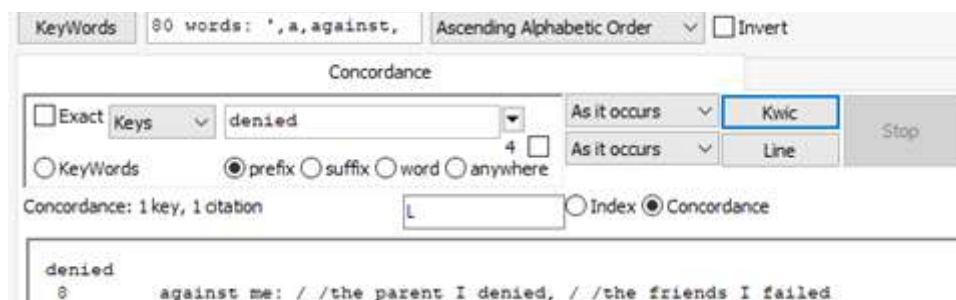 KeyWords 80 words: ',a,against, Ascending Alphabetic Order Invert
Concordance
Exact Keys denied As it occurs Kwic Stop
4 As it occurs Line
KeyWords prefix suffix word anywhere
Concordance: 1 key, 1 citation L Index Concordance
denied
8 against me: / /the parent I denied, / /the friends I failed